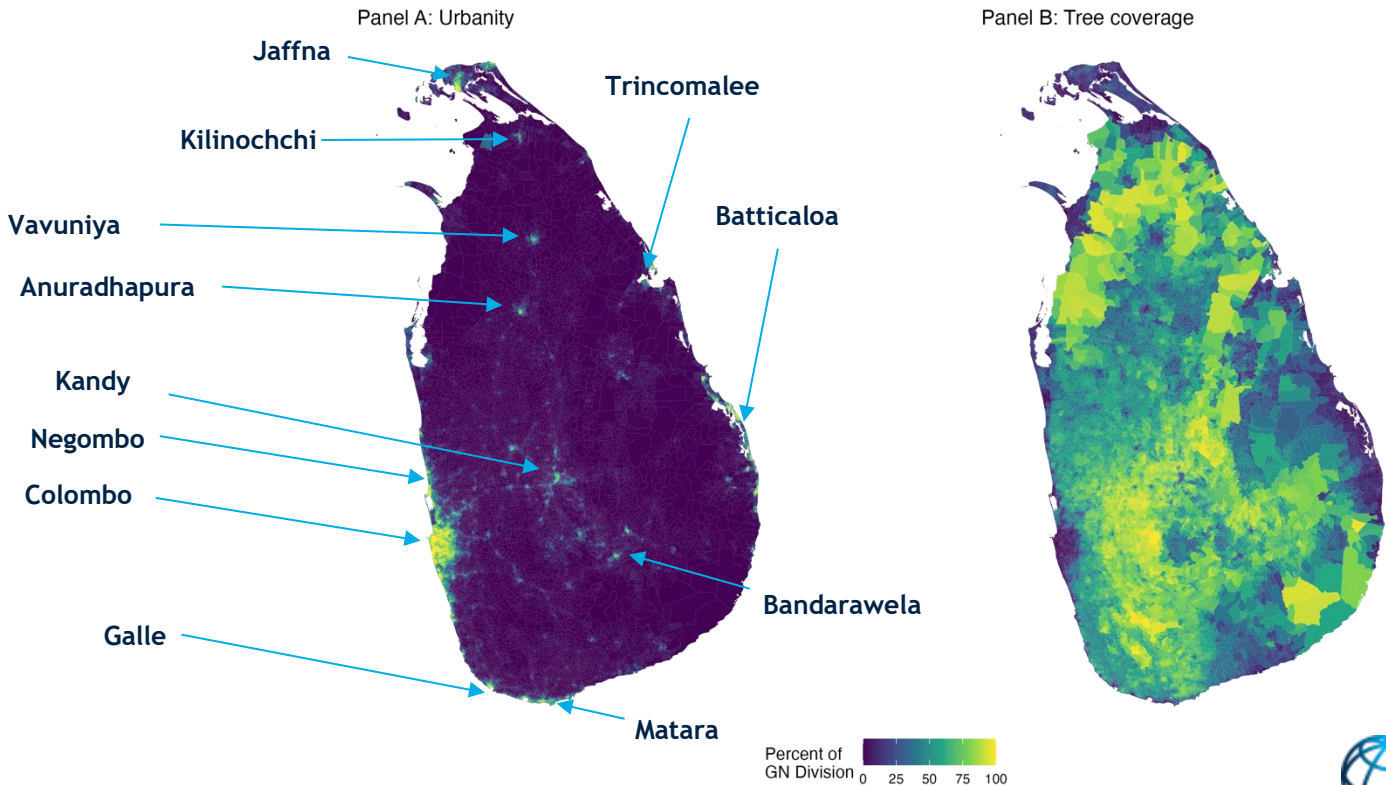 Panel A: Urbanity
Panel B: Tree coverage
Jaffna
Trincomalee
Kilinochchi
Batticaloa
Vavuniya
Anuradhapura
Kandy
Negombo
Colombo
Bandarawela
Galle
Matara
Percent of
GN Division
0 25 50 75 100